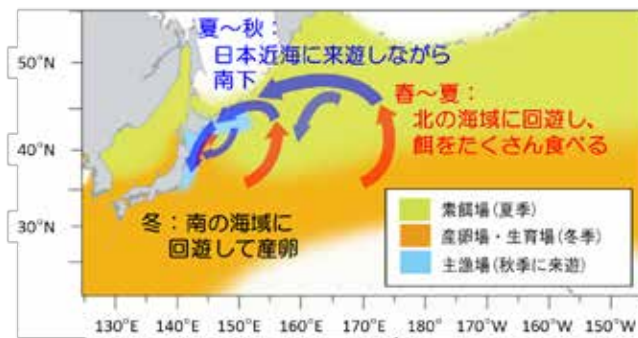 夏～秋：
日本近海に来遊しながら
南下
春～夏：
北の海域に回遊し、
餌をたくさん食べる
冬：南の海域に
回遊して産卵
索餌場(夏季)
産卵場・生育場(冬季)
主漁場(秋季に来遊)
50°N
40°N
30°N
130°E 140°E 150°E 160°E 170°E 180° 170°W 160°W 150°W